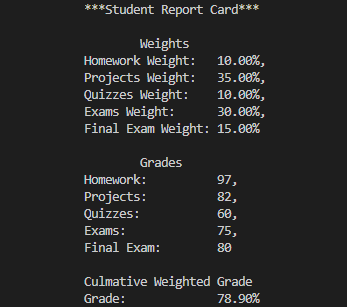 ***Student Report Card***
Weights
Homework Weight: 10.00%,
Projects Weight: 35.00%,
Quizzes Weight: 10.00%,
Exams Weight: 30.00%,
Final Exam Weight: 15.00%
Grades
Homework: 97,
Projects: 82,
Quizzes: 60,
Exams: 75,
Final Exam: 80
Culmative Weighted Grade
Grade: 78.90%